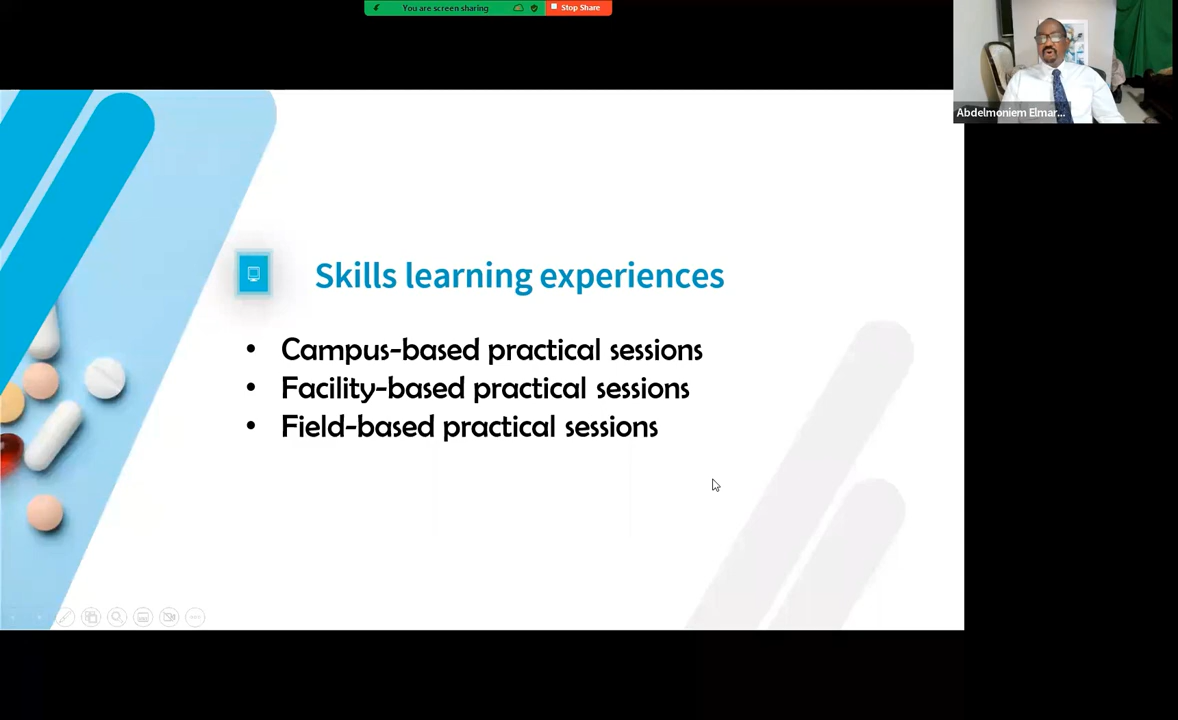 You are screen sharing
Stop Share
Abdelmoniem Elmar...
Skills learning experiences
• Campus-based practical sessions
• Facility-based practical sessions
• Field-based practical sessions